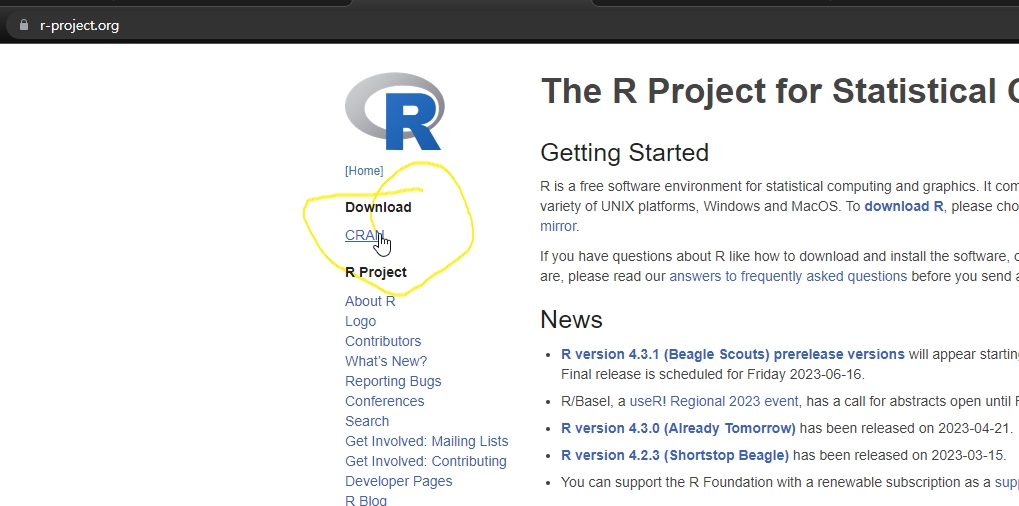 r-project.org
R
[Home]
Download
CRAN
R Project
About R
Logo
Contributors
What's New?
Reporting Bugs
Conferences
Search
Get Involved: Mailing Lists
Get Involved: Contributing
Developer Pages
R Blog
The R Project for Statistical
Getting Started
R is a free software environment for statistical computing and graphics. It
variety of UNIX platforms, Windows and MacOS. To download R, please
mirror.
If you have questions about R like how to download and install the software,
are, please read our answers to frequently asked questions before you send
News
• R version 4.3.1 (Beagle Scouts) prerelease versions will appear
Final release is scheduled for Friday 2023-06-16.
• R/Basel, a useR! Regional 2023 event, has a call for abstracts open until
• R version 4.3.0 (Already Tomorrow) has been released on 2023-04-21.
• R version 4.2.3 (Shortstop Beagle) has been released on 2023-03-15.
• You can support the R Foundation with a renewable subscription as a